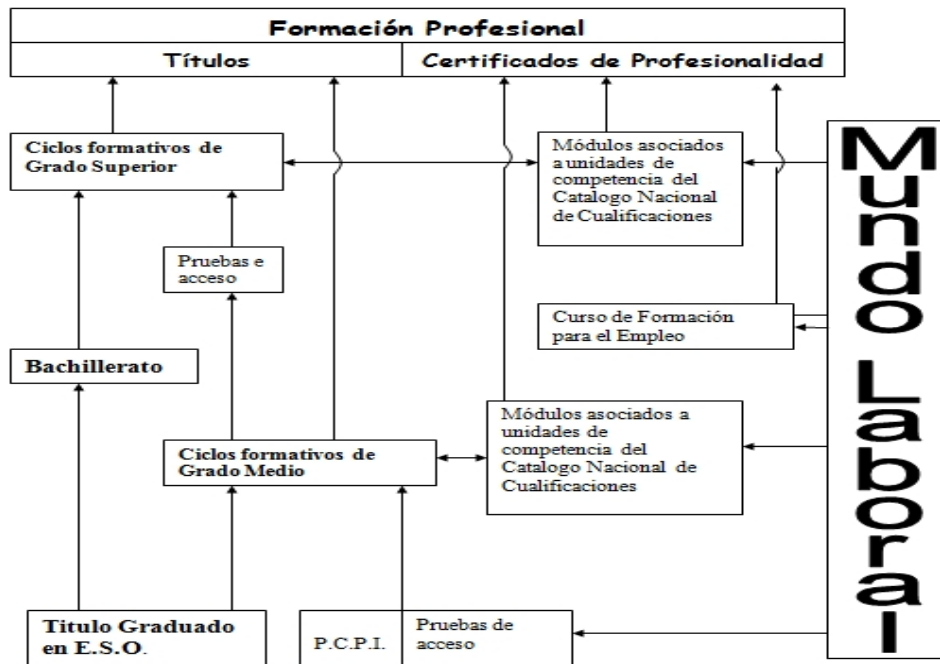 Formación Profesional
Títulos
Certificados de Profesionalidad
Ciclos formativos de
Grado Superior
Módulos asociados
a unidades de
competencia del
Catalogo Nacional
de Cualificaciones
Pruebas e
acceso
Curso de Formación
para el Empleo
Bachillerato
Ciclos formativos de
Grado Medio
Módulos asociados a
unidades de
competencia del
Catalogo Nacional de
Cualificaciones
Titulo Graduado
en E.S.O.
P.C.P.I.
Pruebas de
acceso
Mundo Laboral